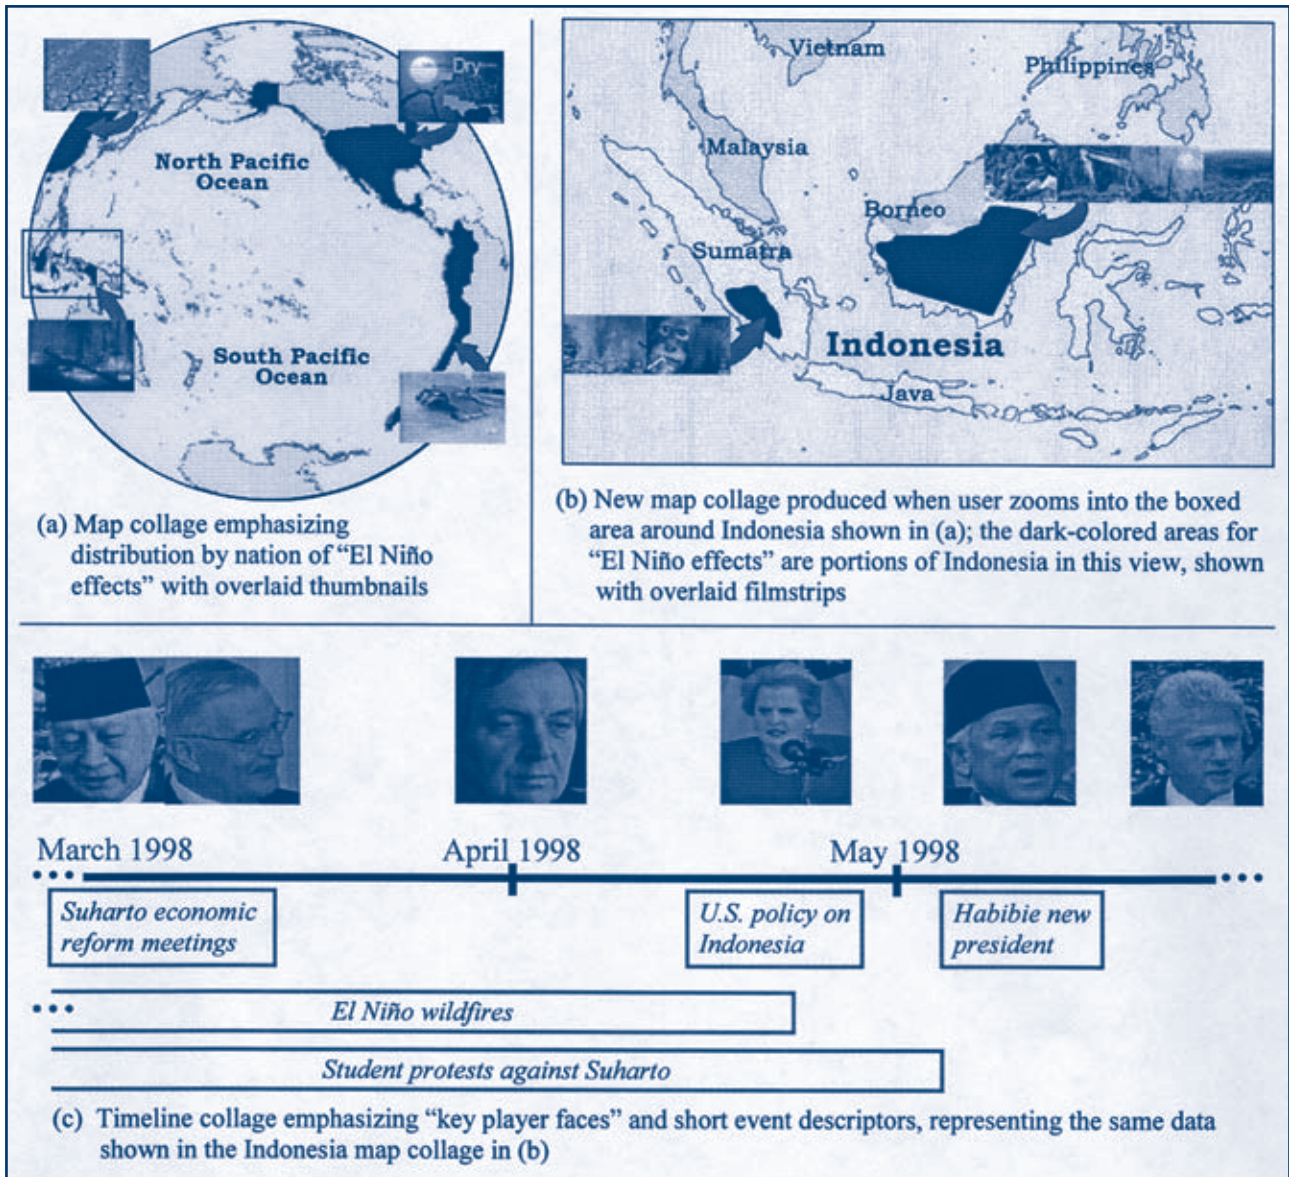 Dry
North Pacific
Ocean
South Pacific
Ocean
(a) Map collage emphasizing
distribution by nation of “El Niño
effects” with overlaid thumbnails
Vietnam
Philippines
Malaysia
Borneo
Sumatra
Indonesia
Java
(b) New map collage produced when user zooms into the boxed
area around Indonesia shown in (a); the dark-colored areas for
“El Niño effects” are portions of Indonesia in this view, shown
with overlaid filmstrips
March 1998
April 1998
May 1998
Suharto economic
reform meetings
U.S. policy on
Indonesia
Habibie new
president
El Niño wildfires
Student protests against Suharto
(c) Timeline collage emphasizing “key player faces” and short event descriptors, representing the same data
shown in the Indonesia map collage in (b)